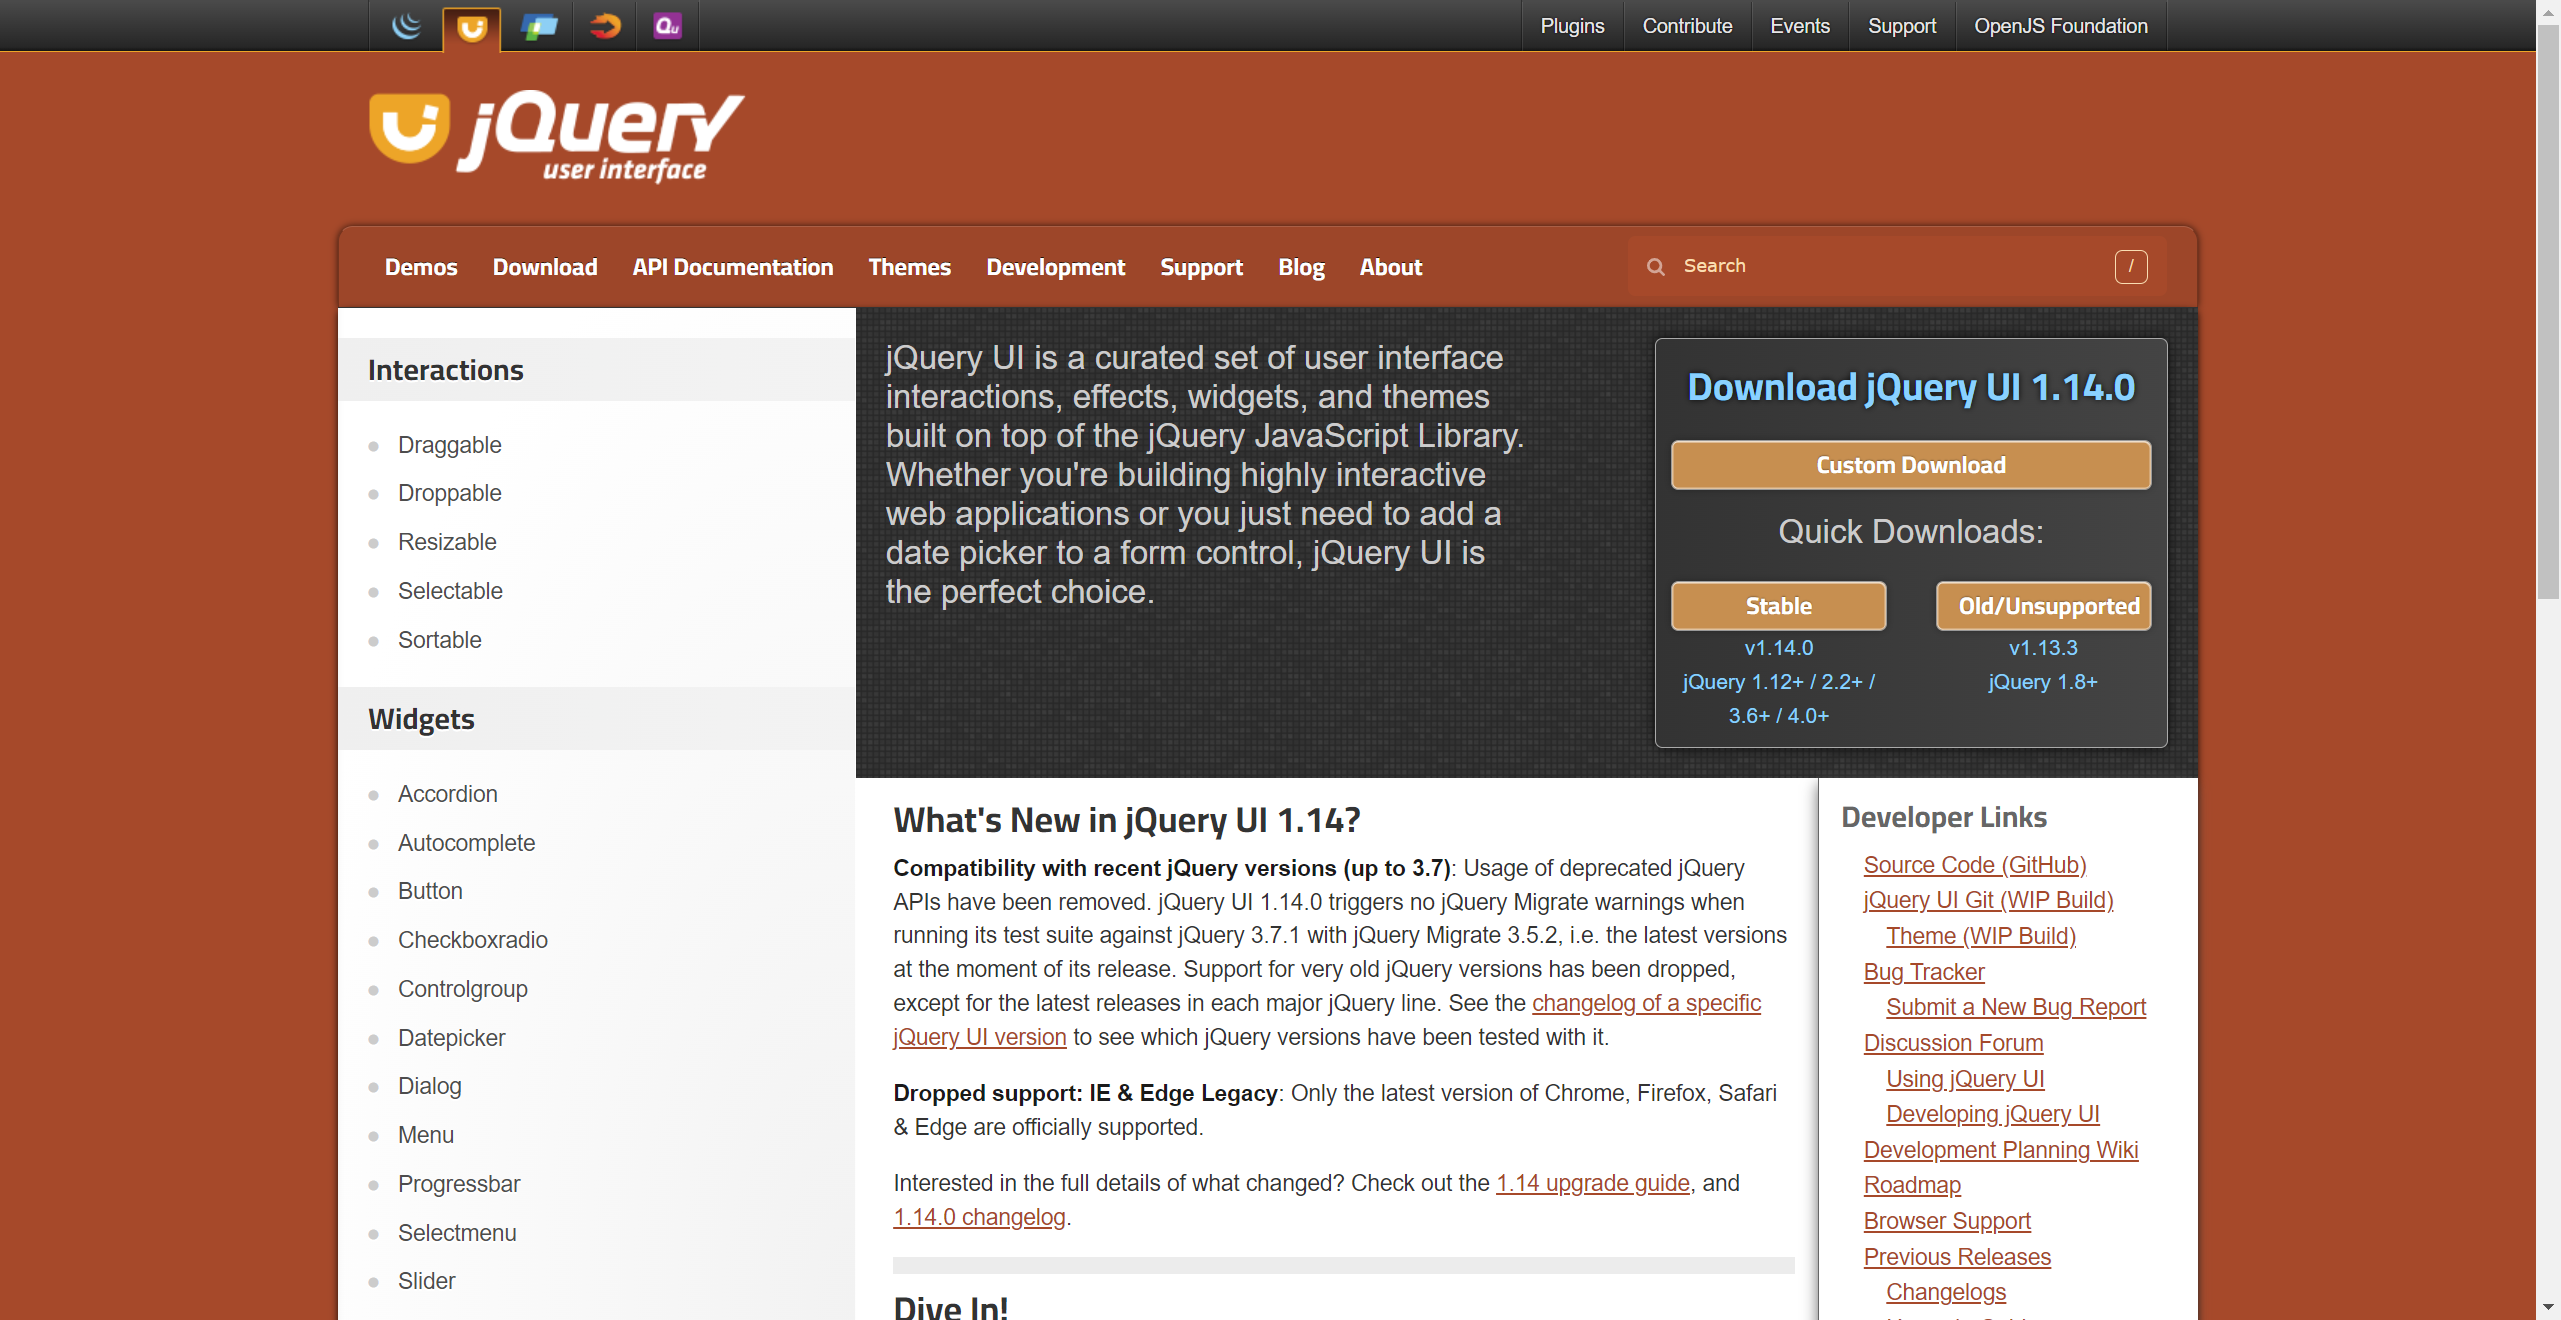 Qu
Plugins
Contribute
Events
Support
OpenJS Foundation
jQuery
user interface
Demos
Download
API Documentation
Themes
Development
Support
Blog
About
Search
/
Interactions
Draggable
Droppable
Resizable
Selectable
Sortable
Widgets
Accordion
Autocomplete
Button
Checkboxradio
Controlgroup
Datepicker
Dialog
Menu
Progressbar
Selectmenu
Slider
jQuery UI is a curated set of user interface
interactions, effects, widgets, and themes
built on top of the jQuery JavaScript Library.
Whether you're building highly interactive
web applications or you just need to add a
date picker to a form control, jQuery UI is
the perfect choice.
Download jQuery UI 1.14.0
Custom Download
Quick Downloads:
Stable
v1.14.0
jQuery 1.12+ / 2.2+ /
3.6+ / 4.0+
Old/Unsupported
v1.13.3
jQuery 1.8+
What's New in jQuery UI 1.14?
Compatibility with recent jQuery versions (up to 3.7): Usage of deprecated jQuery
APIs have been removed. jQuery UI 1.14.0 triggers no jQuery Migrate warnings when
running its test suite against jQuery 3.7.1 with jQuery Migrate 3.5.2, i.e. the latest versions
at the moment of its release. Support for very old jQuery versions has been dropped,
except for the latest releases in each major jQuery line. See the changelog of a specific
jQuery UI version to see which jQuery versions have been tested with it.
Dropped support: IE & Edge Legacy: Only the latest version of Chrome, Firefox, Safari
& Edge are officially supported.
Interested in the full details of what changed? Check out the 1.14 upgrade guide, and
1.14.0 changelog.
Dive In!
Developer Links
Source Code (GitHub)
jQuery UI Git (WIP Build)
Theme (WIP Build)
Bug Tracker
Submit a New Bug Report
Discussion Forum
Using jQuery UI
Developing jQuery UI
Development Planning Wiki
Roadmap
Browser Support
Previous Releases
Changelogs